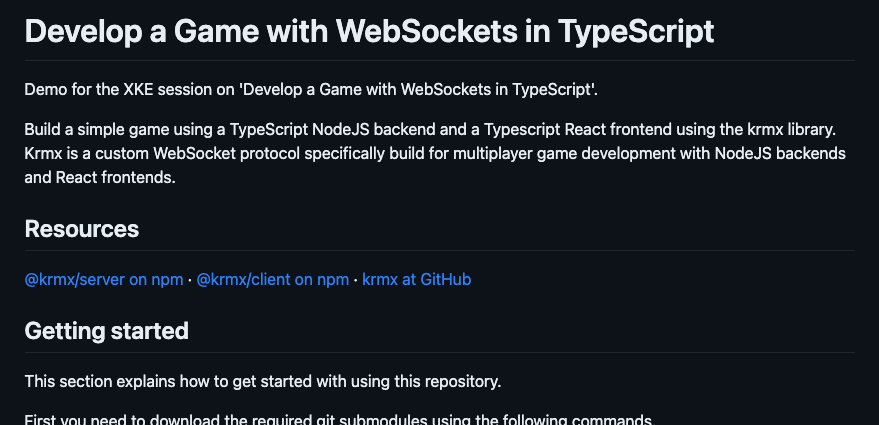 Develop a Game with WebSockets in TypeScript
Demo for the XKE session on 'Develop a Game with WebSockets in TypeScript'.
Build a simple game using a TypeScript NodeJS backend and a Typescript React frontend using the krmx library.
Krmx is a custom WebSocket protocol specifically build for multiplayer game development with NodeJS backends
and React frontends.
Resources
@krmx/server on npm · @krmx/client on npm · krmx at GitHub
Getting started
This section explains how to get started with using this repository.
First you need to download the required git submodules using the following commands